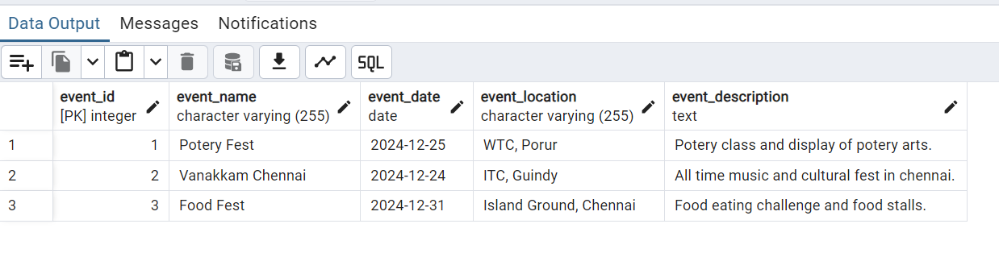 Data Output Messages Notifications
SQL
event_id event_name event_date event_location event_description
[PK] integer character varying (255) date character varying (255) text
1 1 Potery Fest 2024-12-25 WTC, Porur Potery class and display of potery arts.
2 2 Vanakkam Chennai 2024-12-24 ITC, Guindy All time music and cultural fest in chennai.
3 3 Food Fest 2024-12-31 Island Ground, Chennai Food eating challenge and food stalls.